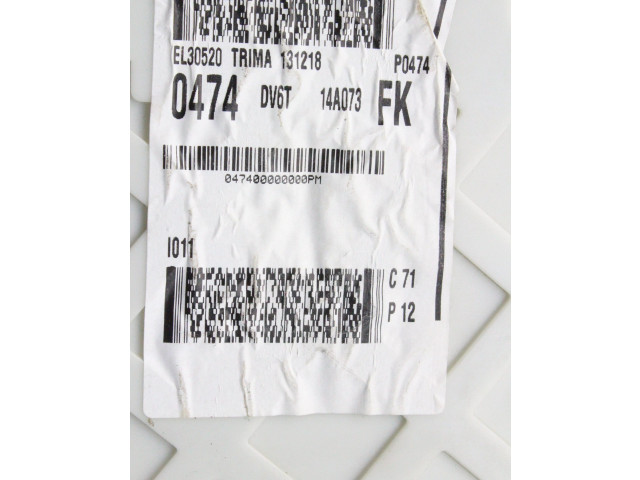 EL30520 TRIMA 131218 P0474
0474 DV6T 14A073 FK
047400000000PM
I011
C 71
P 12